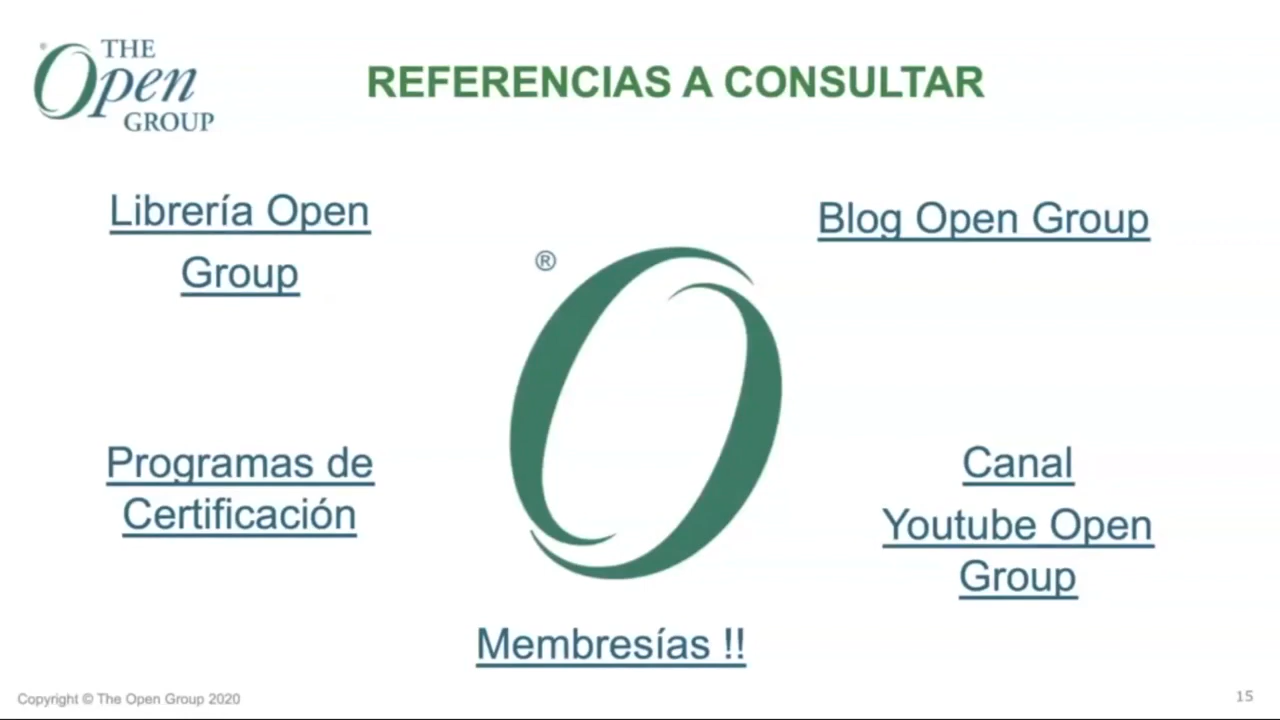 THE
Open
GROUP
REFERENCIAS A CONSULTAR
Librería Open
Group
Blog Open Group
®
Programas de
Certificación
Canal
Youtube Open
Group
Membresías !!
Copyright © The Open Group 2020
15